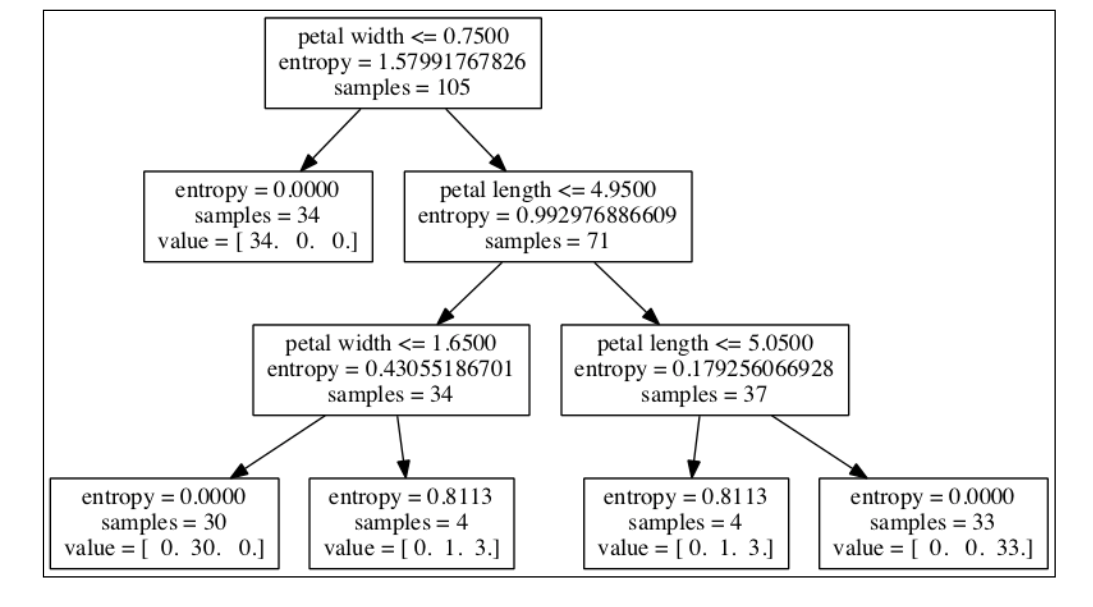 petal width <= 0.7500
entropy = 1.57991767826
samples = 105
entropy = 0.0000
samples = 34
value = [ 34.  0.  0.]
petal length <= 4.9500
entropy = 0.992976886609
samples = 71
petal width <= 1.6500
entropy = 0.43055186701
samples = 34
petal length <= 5.0500
entropy = 0.179256066928
samples = 37
entropy = 0.0000
samples = 30
value = [  0. 30.  0.]
entropy = 0.8113
samples = 4
value = [ 0. 1. 3.]
entropy = 0.8113
samples = 4
value = [ 0. 1. 3.]
entropy = 0.0000
samples = 33
value = [  0.  0. 33.]